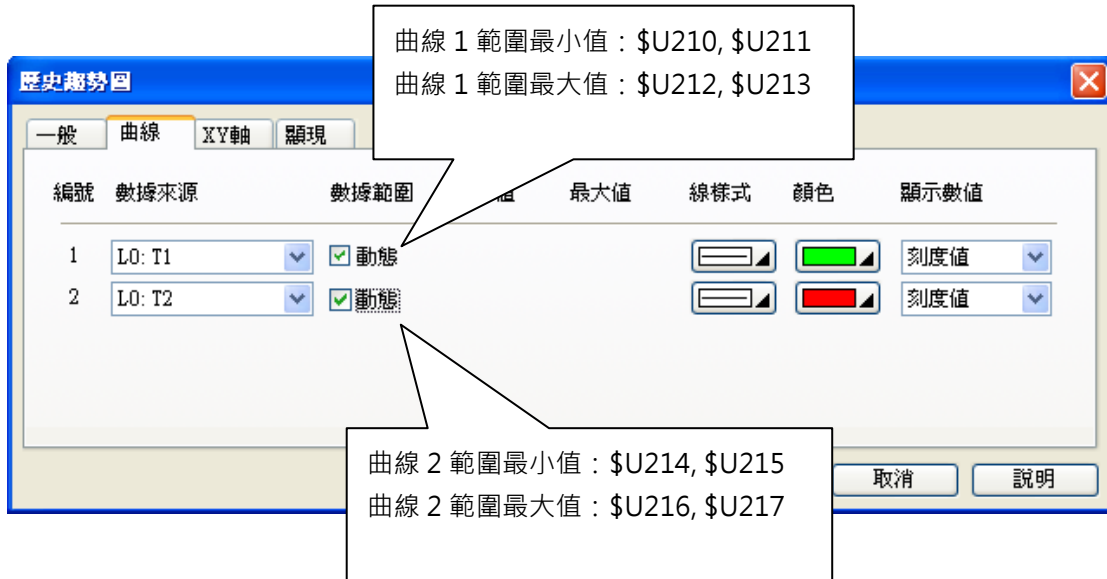 曲線 1 範圍最小值：$U210, $U211
曲線 1 範圍最大值：$U212, $U213
歷史趨勢圖
一般 曲線 XY軸 顯現
編號 數據來源 數據範圍 值 最大值 線樣式 顏色 顯示數值
1 L0: T1 動態 刻度值
2 L0: T2 動態 刻度值
曲線 2 範圍最小值：$U214, $U215
曲線 2 範圍最大值：$U216, $U217
取消 說明